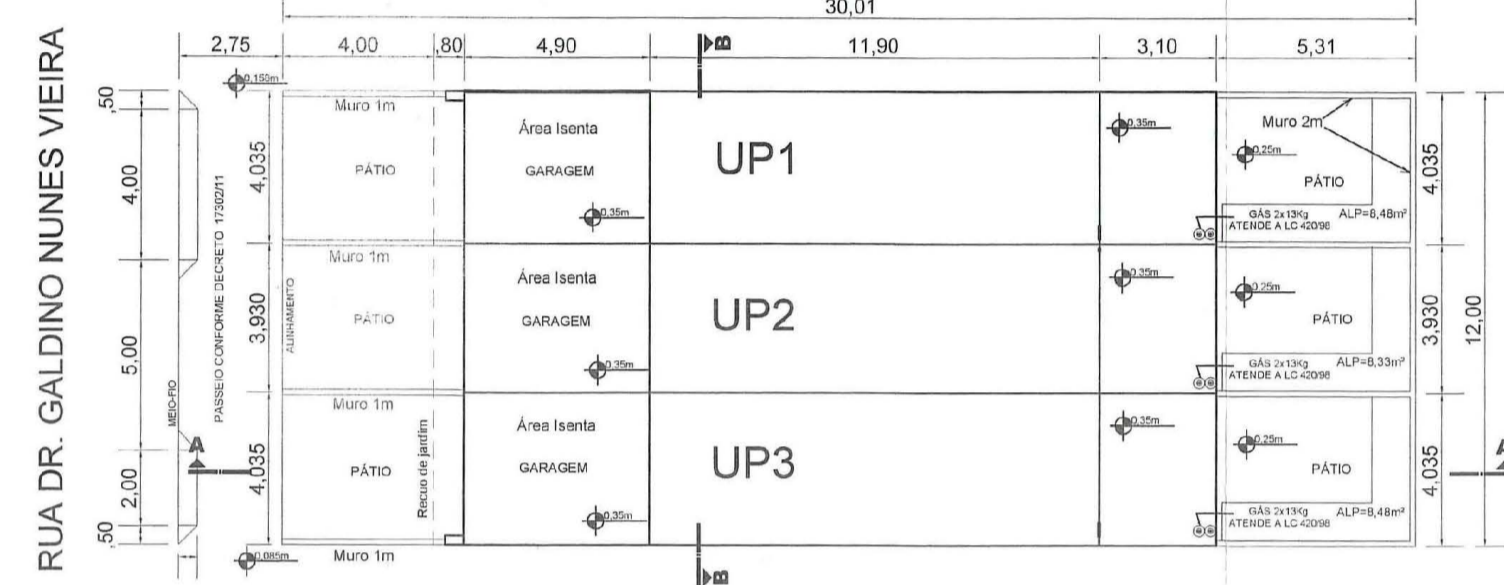 30,01
2,75
4,00
,80
4,90
11,90
3,10
5,31
B
RUA DR. GALDINO NUNES VIEIRA
,50
4,00
5,00
2,00
,50
MEIO-FIO
PASSEIO CONFORME DECRETO 17302/11
0,150m
0,085m
4,035
3,930
4,035
ALINHAMENTO
A
Muro 1m
PÁTIO
Muro 1m
PÁTIO
Muro 1m
PÁTIO
Muro 1m
Recuo de jardim
Área Isenta
GARAGEM
0,35m
UP1
0,35m
Muro 2m
0,25m
PÁTIO
GÁS 2x13Kg
ATENDE A LC 420/98
ALP=8,48m²
Área Isenta
GARAGEM
0,35m
UP2
0,35m
0,25m
PÁTIO
GÁS 2x13Kg
ATENDE A LC 420/98
ALP=8,33m²
Área Isenta
GARAGEM
0,35m
UP3
0,35m
0,25m
PÁTIO
GÁS 2x13Kg
ATENDE A LC 420/98
ALP=8,48m²
4,035
3,930
4,035
12,00
A
B